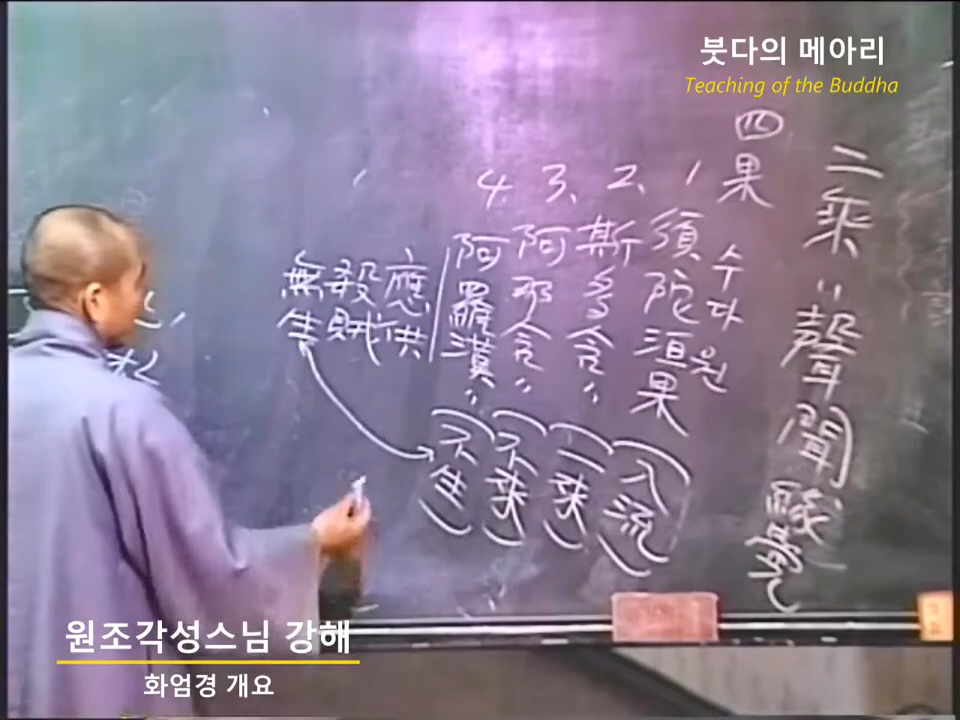 붓다의 메아리
Teaching of the Buddha
二乘 :: 聲聞
四果
수다원
1 須陀洹果 (入流)
2. 斯多含 〃 (一來)
3. 阿那含 〃 (不來)
4. 阿羅漢 〃 (不生)
應供
殺賊
無生
원조각성스님 강해
화엄경 개요